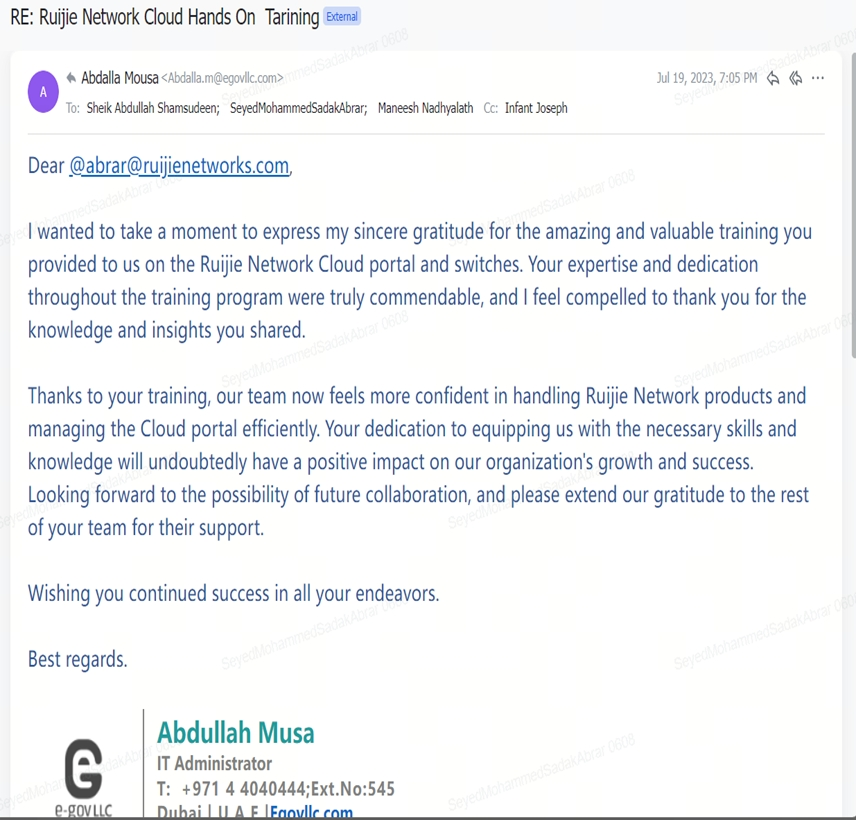 RE: Ruijie Network Cloud Hands On Tarining External
A
Abdalla Mousa <Abdalla.m@egovllc.com>
Jul 19, 2023, 7:05 PM
To: Sheik Abdullah Shamsudeen; SeyedMohammedSadakAbrar; Maneesh Nadhyalath Cc: Infant Joseph
Dear @abrar@ruijienetworks.com,
I wanted to take a moment to express my sincere gratitude for the amazing and valuable training you
provided to us on the Ruijie Network Cloud portal and switches. Your expertise and dedication
throughout the training program were truly commendable, and I feel compelled to thank you for the
knowledge and insights you shared.
Thanks to your training, our team now feels more confident in handling Ruijie Network products and
managing the Cloud portal efficiently. Your dedication to equipping us with the necessary skills and
knowledge will undoubtedly have a positive impact on our organization's growth and success.
Looking forward to the possibility of future collaboration, and please extend our gratitude to the rest
of your team for their support.
Wishing you continued success in all your endeavors.
Best regards.
e
e-govLLC
Abdullah Musa
IT Administrator
T: +971 4 4040444;Ext.No:545
Dubai | U.A.E |Egovllc.com
SeyedMohammedSadakAbrar 0608